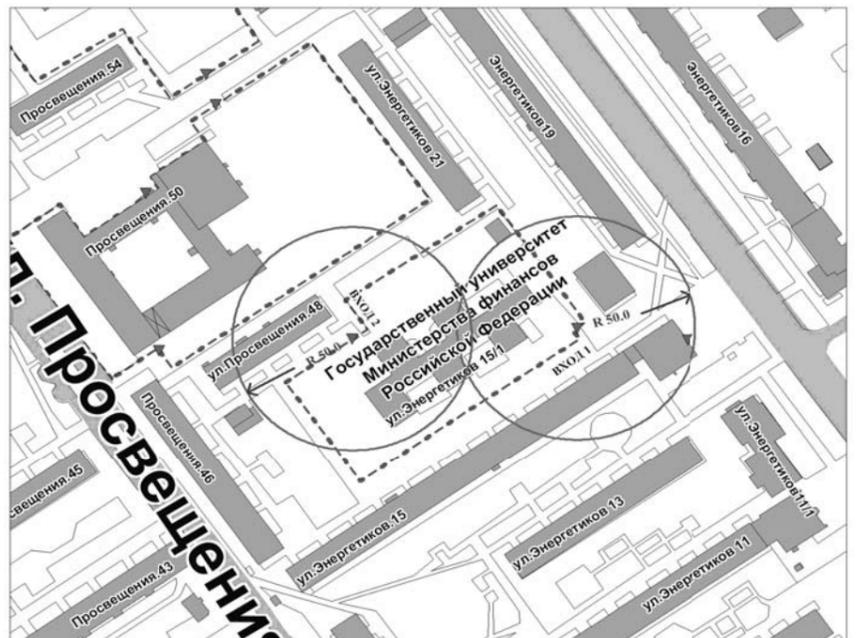 Просвещения.54
ул.Энергетиков 21
Энергетиков19
Энергетиков16
Просвещения.50
л. Просвещени
ул.Просвещения.48
ВХОД 2
R 50.0
Государственный университет
Министерства финансов
Российской Федерации
ул.Энергетиков 15/1
R 50.0
ВХОД 1
Просвещения.46
свещения.45
Просвещения.43
ул.Энергетиков.15
ул.Энергетиков 13
ул.Энергетиков11/1
ул.Энергетиков 11